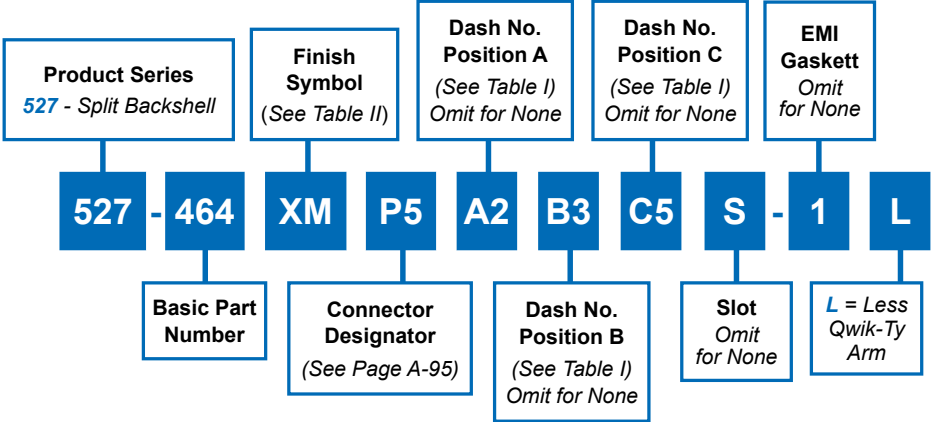 Product Series
527 - Split Backshell
Finish
Symbol
(See Table II)
Dash No.
Position A
(See Table I)
Omit for None
Dash No.
Position C
(See Table I)
Omit for None
EMI
Gaskett
Omit
for None
527 - 464 XM P5 A2 B3 C5 S - 1 L
Basic Part
Number
Connector
Designator
(See Page A-95)
Dash No.
Position B
(See Table I)
Omit for None
Slot
Omit
for None
L = Less
Qwik-Ty
Arm